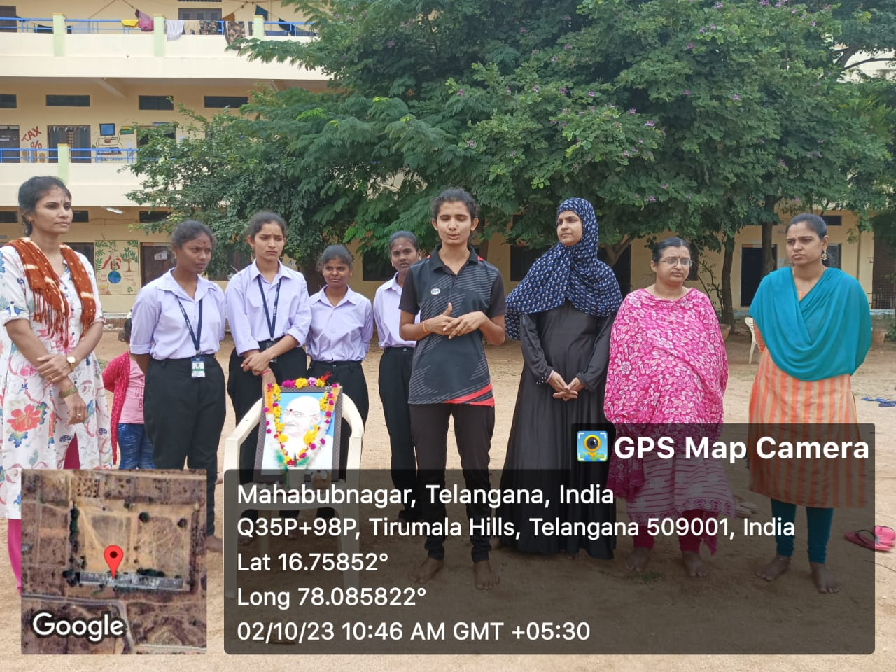 TAX
GPS Map Camera
Mahabubnagar, Telangana, India
Q35P+98P, Tirumala Hills, Telangana 509001, India
Lat 16.75852°
Long 78.085822°
02/10/23 10:46 AM GMT +05:30
Google